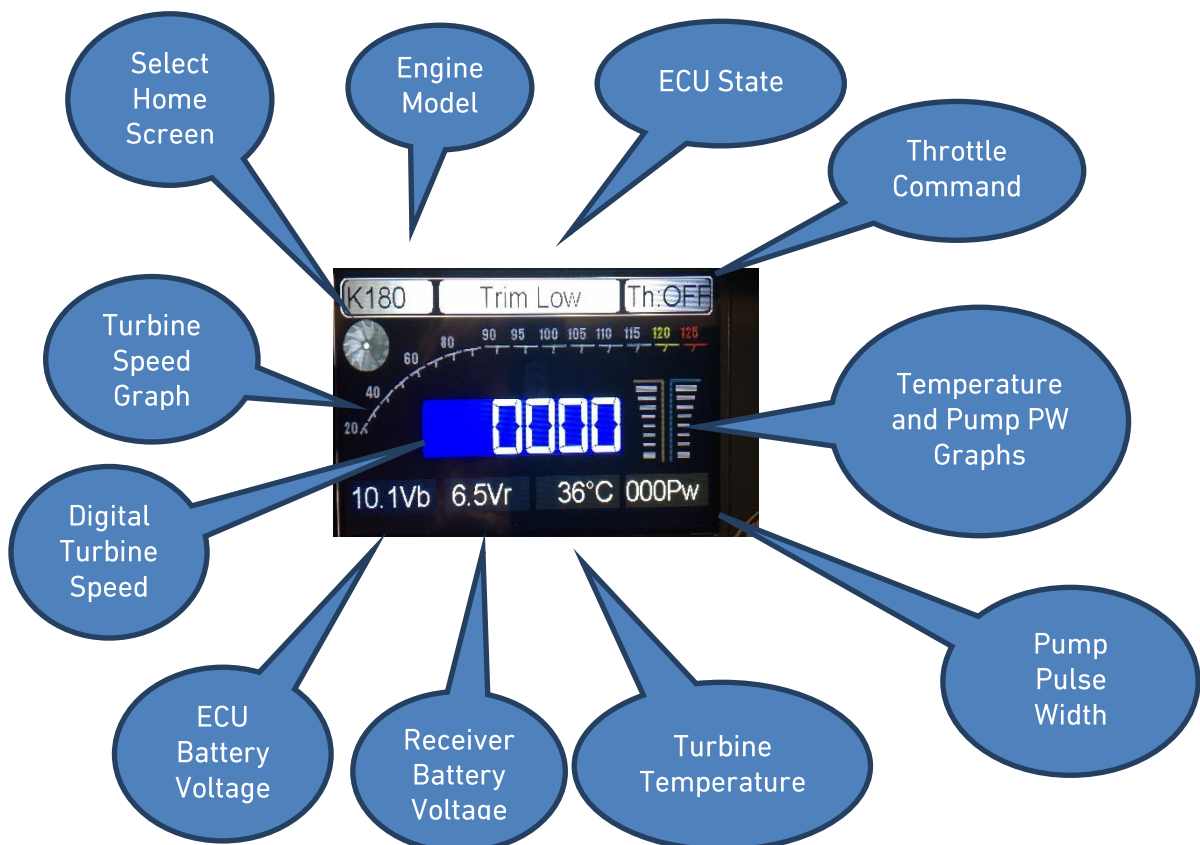 Select
Home
Screen
Engine
Model
ECU State
Throttle
Command
K180
Trim Low
Th:OFF
Turbine
Speed
Graph
20 40 60 80 90 95 100 105 110 115 120 125
0000
Temperature
and Pump PW
Graphs
10.1Vb 6.5Vr 36°C 000Pw
Digital
Turbine
Speed
ECU
Battery
Voltage
Receiver
Battery
Voltage
Turbine
Temperature
Pump
Pulse
Width